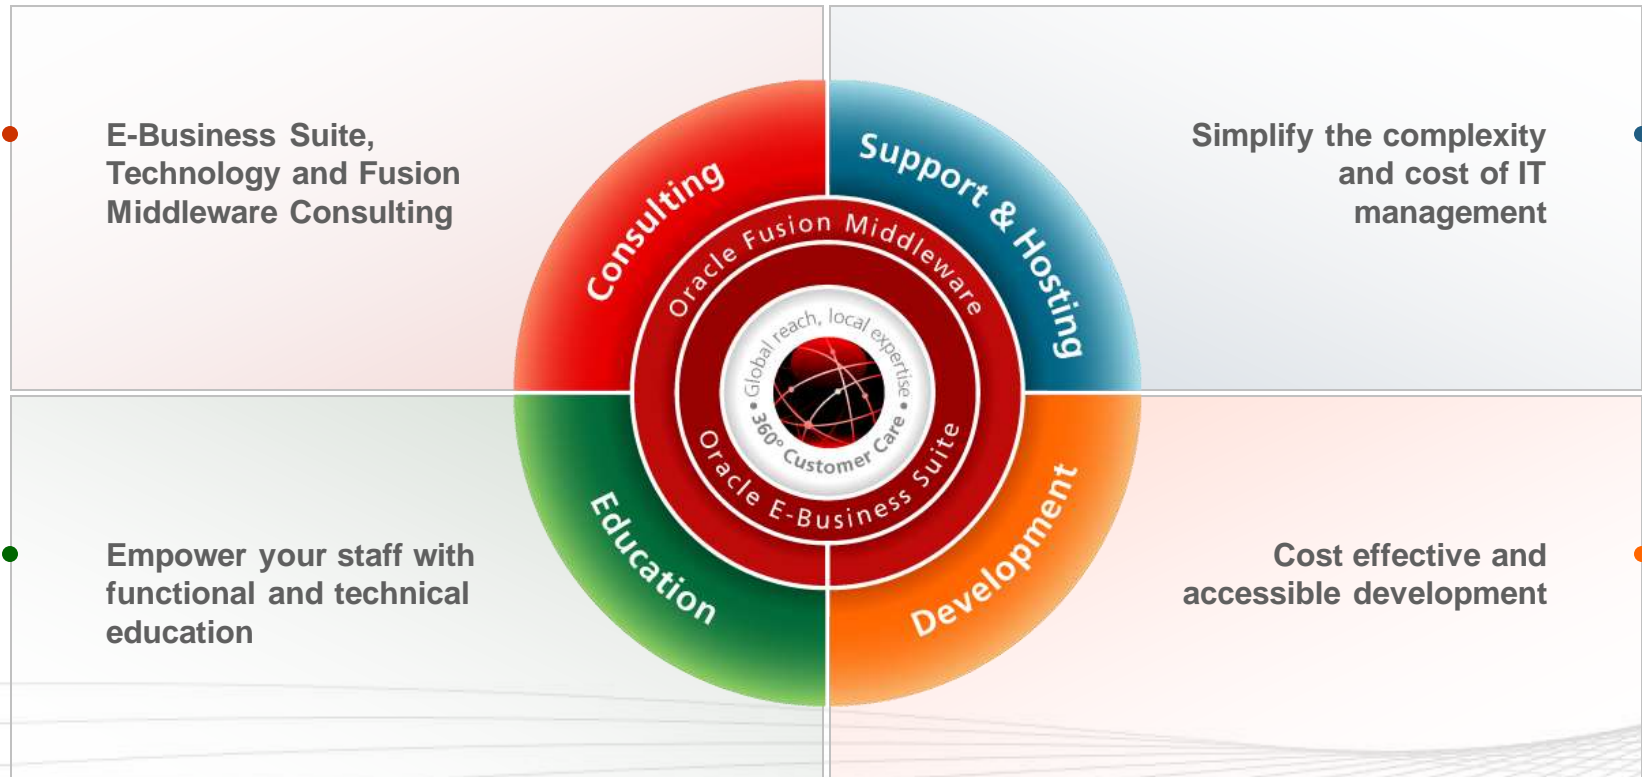 E-Business Suite,
Technology and Fusion
Middleware Consulting
Simplify the complexity
and cost of IT
management
Consulting
Support & Hosting
Oracle Fusion Middleware
Global reach, local expertise
• 360° Customer Care •
Oracle E-Business Suite
Education
Development
Empower your staff with
functional and technical
education
Cost effective and
accessible development